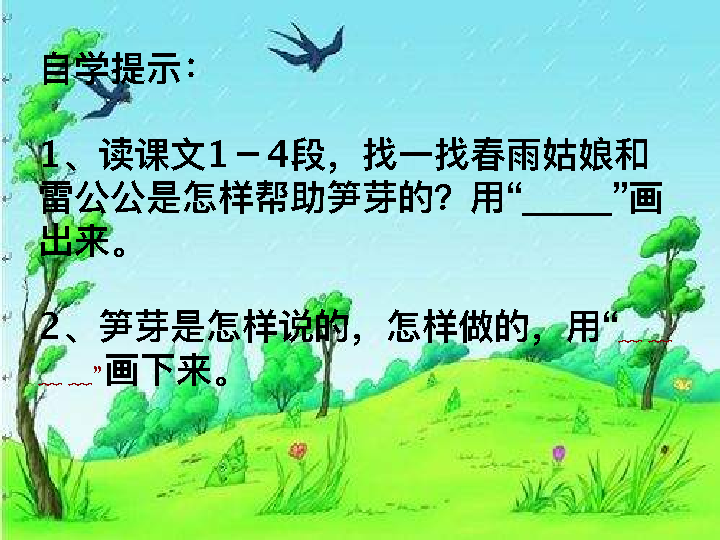 自学提示：
1、读课文1－4段，找一找春雨姑娘和
雷公公是怎样帮助笋芽的？用“_____”画
出来。
2、笋芽是怎样说的，怎样做的，用“﹏﹏
﹏﹏”画下来。